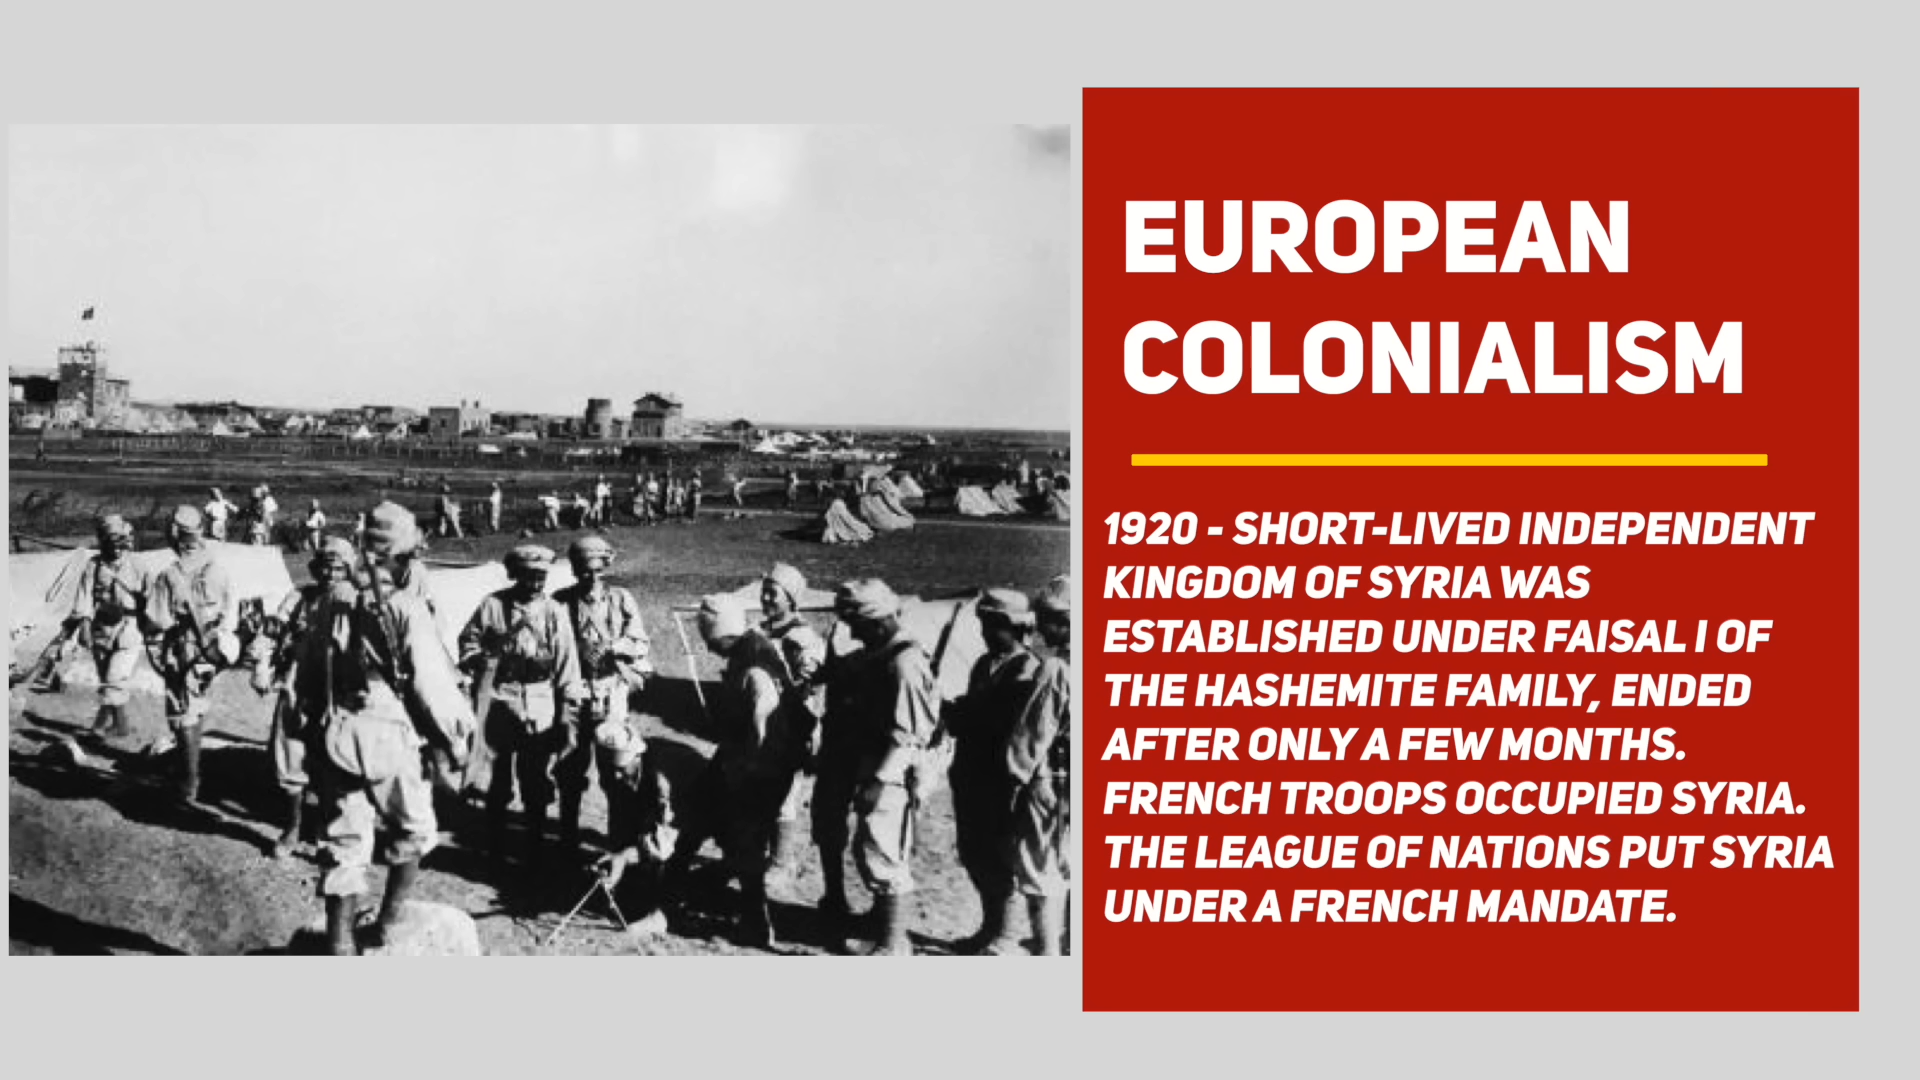 EUROPEAN
COLONIALISM
1920 - SHORT-LIVED INDEPENDENT
KINGDOM OF SYRIA WAS
ESTABLISHED UNDER FAISAL I OF
THE HASHEMITE FAMILY, ENDED
AFTER ONLY A FEW MONTHS.
FRENCH TROOPS OCCUPIED SYRIA.
THE LEAGUE OF NATIONS PUT SYRIA
UNDER A FRENCH MANDATE.